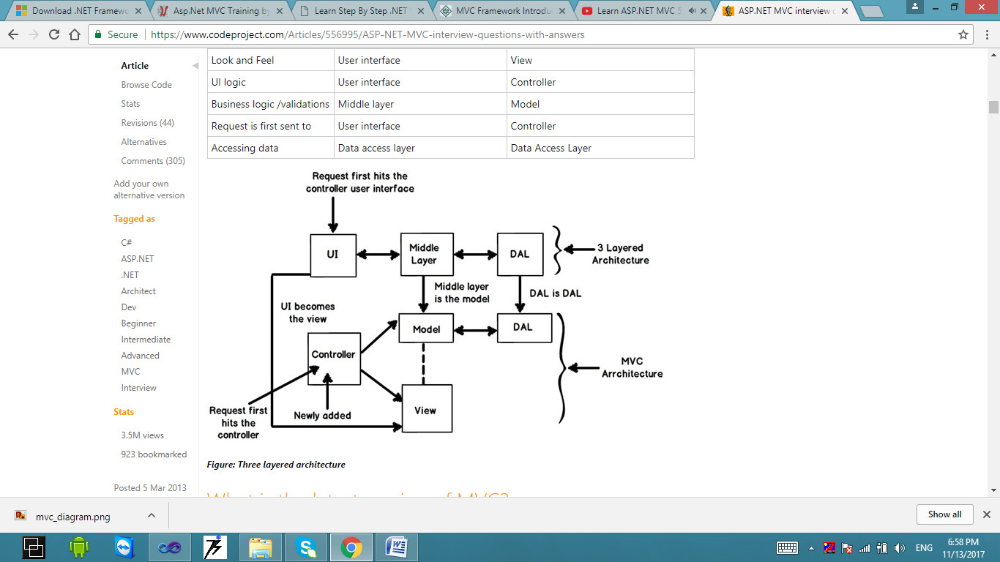 Download .NET Framewo
Asp.Net MVC Training by
Learn Step By Step .NET
MVC Framework Introdu
Learn ASP.NET MVC 5
ASP.NET MVC interview
Secure https://www.codeproject.com/Articles/556995/ASP-NET-MVC-interview-questions-with-answers
Article
Browse Code
Stats
Revisions (44)
Alternatives
Comments (305)
Add your own
alternative version
Tagged as
C#
ASP.NET
.NET
Architect
Dev
Beginner
Intermediate
Advanced
MVC
Interview
Stats
3.5M views
923 bookmarked
Posted 5 Mar 2013
Look and Feel User interface View
UI logic User interface Controller
Business logic /validations Middle layer Model
Request is first sent to User interface Controller
Accessing data Data access layer Data Access Layer
Request first hits the
controller user interface
UI
Middle
Layer
DAL
3 Layered
Architecture
Middle layer
is the model
DAL is DAL
UI becomes
the view
Controller
Model
DAL
MVC
Arrchitecture
View
Request first
hits the
controller
Newly added
Figure: Three layered architecture
What is the latest version of MVC?
mvc_diagram.png
Show all
ENG
6:58 PM
11/13/2017